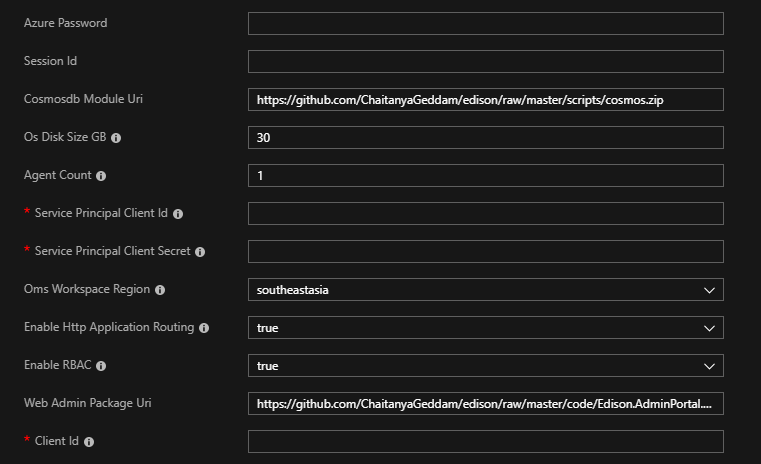 Azure Password
Session Id
Cosmosdb Module Uri https://github.com/ChaitanyaGeddam/edison/raw/master/scripts/cosmos.zip
Os Disk Size GB 30
Agent Count 1
* Service Principal Client Id
* Service Principal Client Secret
Oms Workspace Region southeastasia
Enable Http Application Routing true
Enable RBAC true
Web Admin Package Uri https://github.com/ChaitanyaGeddam/edison/raw/master/code/Edison.AdminPortal....
* Client Id